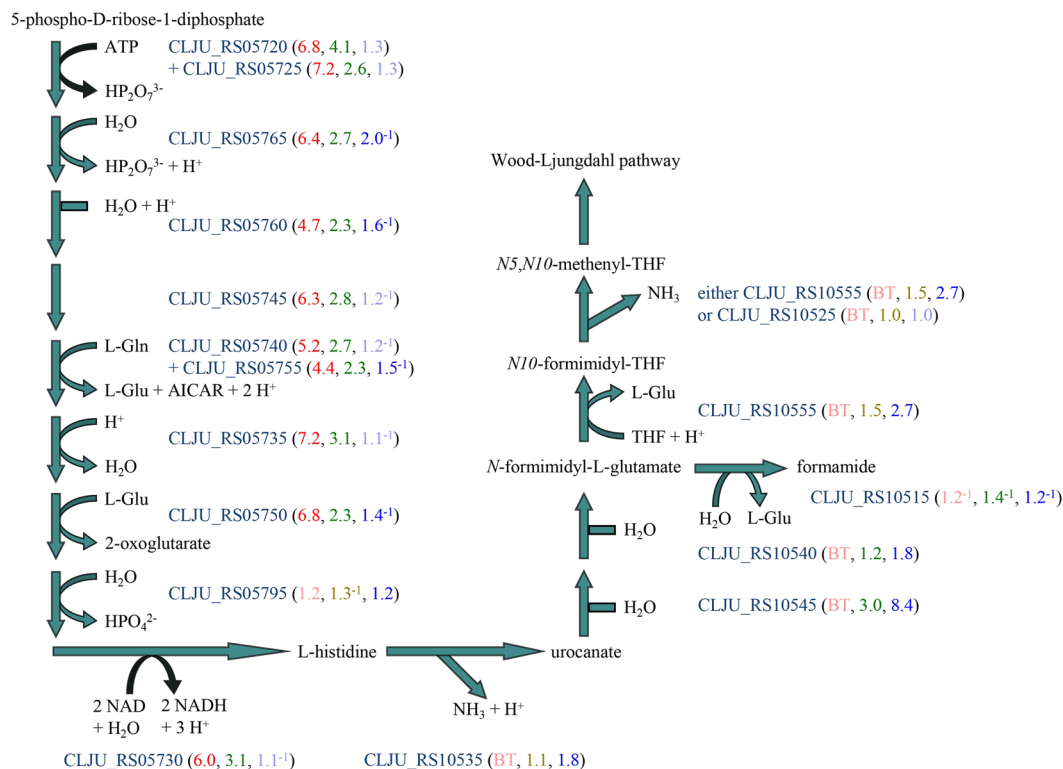 5-phospho-D-ribose-1-diphosphate
ATP
CLJU_RS05720 (6.8, 4.1, 1.3)
+ CLJU_RS05725 (7.2, 2.6, 1.3)
HP₂O₇³⁻
H₂O
CLJU_RS05765 (6.4, 2.7, 2.0⁻¹)
HP₂O₇³⁻ + H⁺
H₂O + H⁺
CLJU_RS05760 (4.7, 2.3, 1.6⁻¹)
CLJU_RS05745 (6.3, 2.8, 1.2⁻¹)
L-Gln
CLJU_RS05740 (5.2, 2.7, 1.2⁻¹)
+ CLJU_RS05755 (4.4, 2.3, 1.5⁻¹)
L-Glu + AICAR + 2 H⁺
H⁺
CLJU_RS05735 (7.2, 3.1, 1.1⁻¹)
H₂O
L-Glu
CLJU_RS05750 (6.8, 2.3, 1.4⁻¹)
2-oxoglutarate
H₂O
CLJU_RS05795 (1.2, 1.3⁻¹, 1.2)
HPO₄²⁻
L-histidine
2 NAD
+ H₂O
2 NADH
+ 3 H⁺
CLJU_RS05730 (6.0, 3.1, 1.1⁻¹)
NH₃ + H⁺
CLJU_RS10535 (BT, 1.1, 1.8)
urocanate
H₂O
CLJU_RS10545 (BT, 3.0, 8.4)
H₂O
CLJU_RS10540 (BT, 1.2, 1.8)
N-formimidyl-L-glutamate
formamide
H₂O
L-Glu
CLJU_RS10515 (1.2⁻¹, 1.4⁻¹, 1.2⁻¹)
THF + H⁺
L-Glu
CLJU_RS10555 (BT, 1.5, 2.7)
N10-formimidyl-THF
NH₃
either CLJU_RS10555 (BT, 1.5, 2.7)
or CLJU_RS10525 (BT, 1.0, 1.0)
N5,N10-methenyl-THF
Wood-Ljungdahl pathway